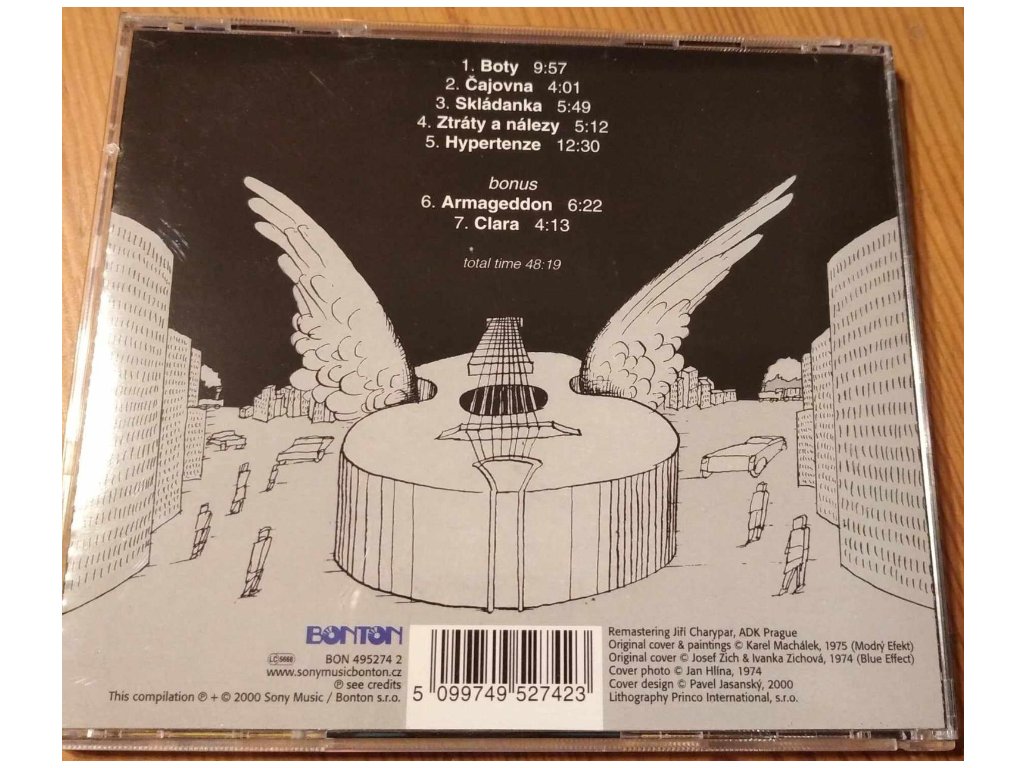 1. Boty 9:57
2. Čajovna 4:01
3. Skládanka 5:49
4. Ztráty a nálezy 5:12
5. Hypertenze 12:30
bonus
6. Armageddon 6:22
7. Clara 4:13
total time 48:19
BONTON
LC 5666 BON 495274 2
www.sonymusicbonton.cz
℗ see credits
This compilation ℗ + © 2000 Sony Music / Bonton s.r.o.
5 099749 527423
Remastering Jiří Charypar, ADK Prague
Original cover & paintings © Karel Machálek, 1975 (Modrý Efekt)
Original cover © Josef Zich & Ivanka Zichová, 1974 (Blue Effect)
Cover photo © Jan Hlína, 1974
Cover design © Pavel Jasanský, 2000
Lithography Princo International, s.r.o.